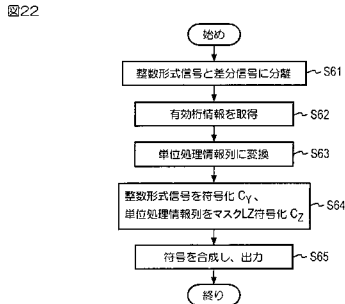 図22
始め
整数形式信号と差分信号に分離
S61
有効桁情報を取得
S62
単位処理情報列に変換
S63
整数形式信号を符号化 CY、
単位処理情報列をマスクLZ符号化 CZ
S64
符号を合成し、出力
S65
終り